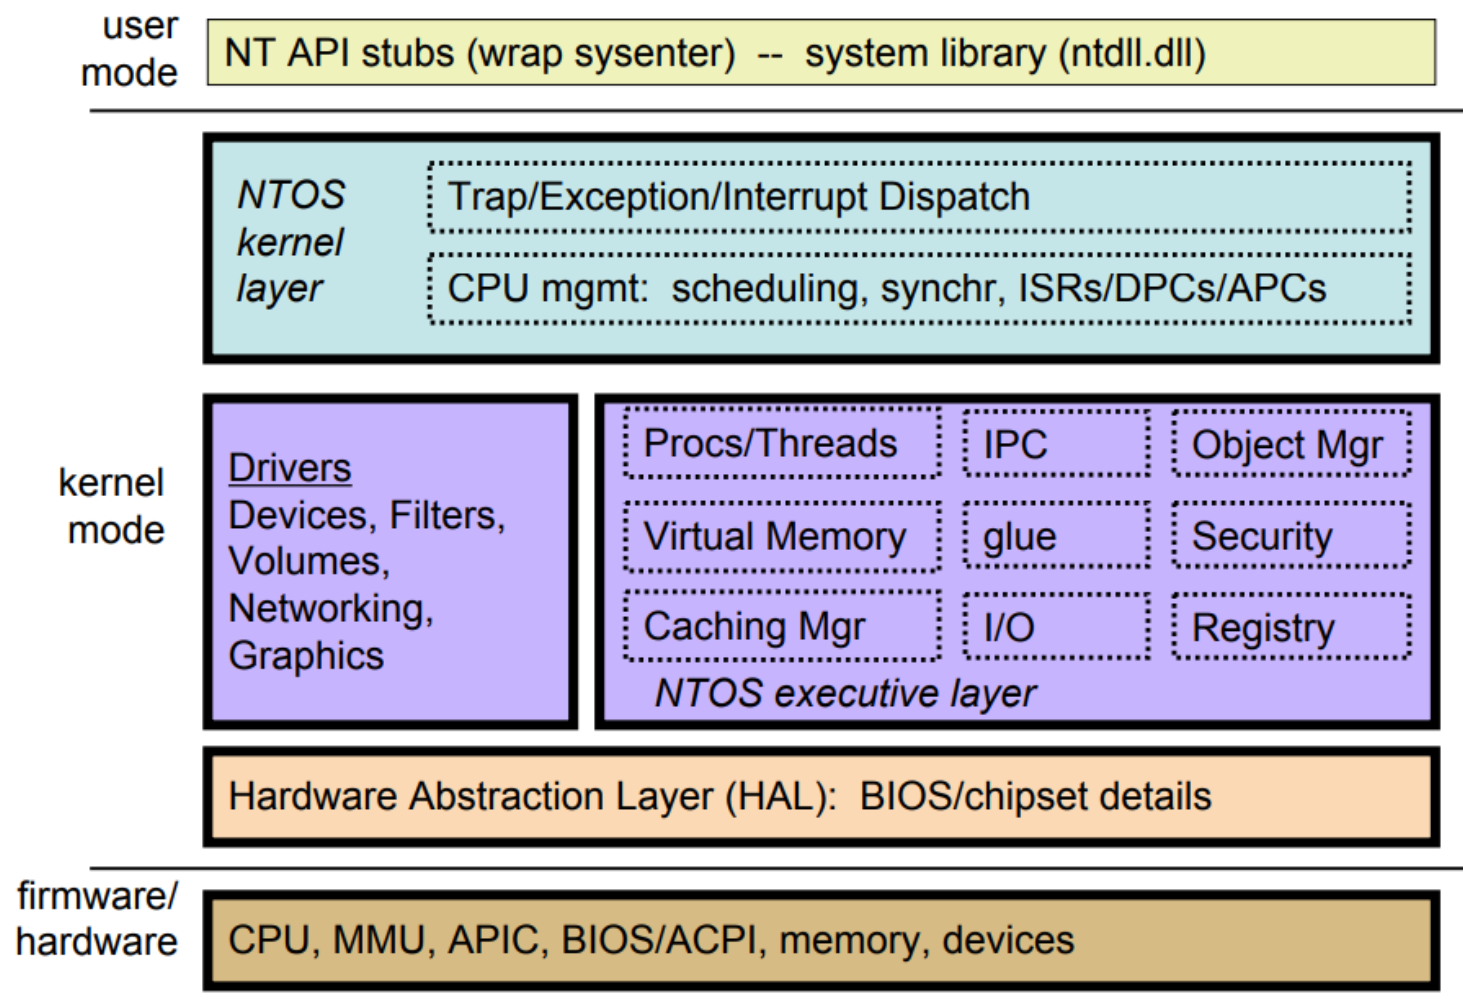 user
mode
NT API stubs (wrap sysenter) -- system library (ntdll.dll)
NTOS
kernel
layer
Trap/Exception/Interrupt Dispatch
CPU mgmt: scheduling, synchr, ISRs/DPCs/APCs
kernel
mode
Drivers
Devices, Filters,
Volumes,
Networking,
Graphics
Procs/Threads
IPC
Object Mgr
Virtual Memory
glue
Security
Caching Mgr
I/O
Registry
NTOS executive layer
Hardware Abstraction Layer (HAL): BIOS/chipset details
firmware/
hardware
CPU, MMU, APIC, BIOS/ACPI, memory, devices